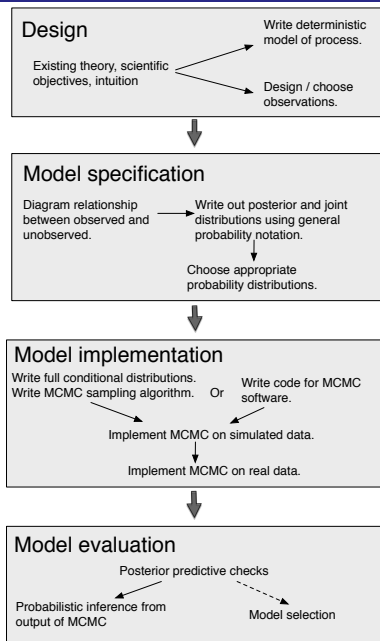 Design
Write deterministic
model of process.
Existing theory, scientific
objectives, intuition
Design / choose
observations.
Model specification
Diagram relationship
between observed and
unobserved.
Write out posterior and joint
distributions using general
probability notation.
Choose appropriate
probability distributions.
Model implementation
Write full conditional distributions.
Write MCMC sampling algorithm.
Or
Write code for MCMC
software.
Implement MCMC on simulated data.
Implement MCMC on real data.
Model evaluation
Posterior predictive checks
Probabilistic inference from
output of MCMC
Model selection